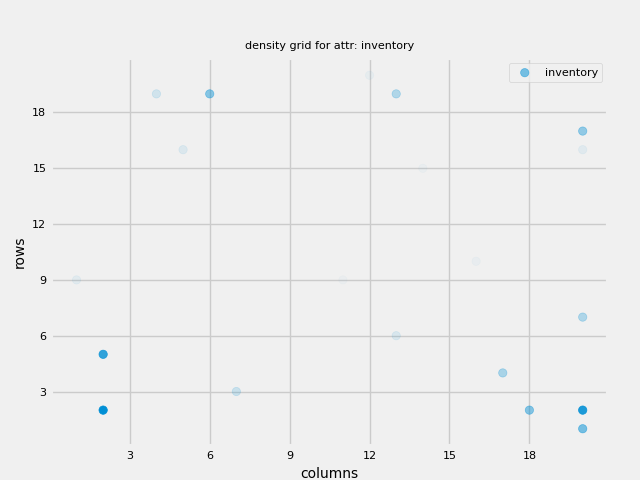 density grid for attr: inventory
inventory
18
15
12
9
6
3
rows
3 6 9 12 15 18
columns